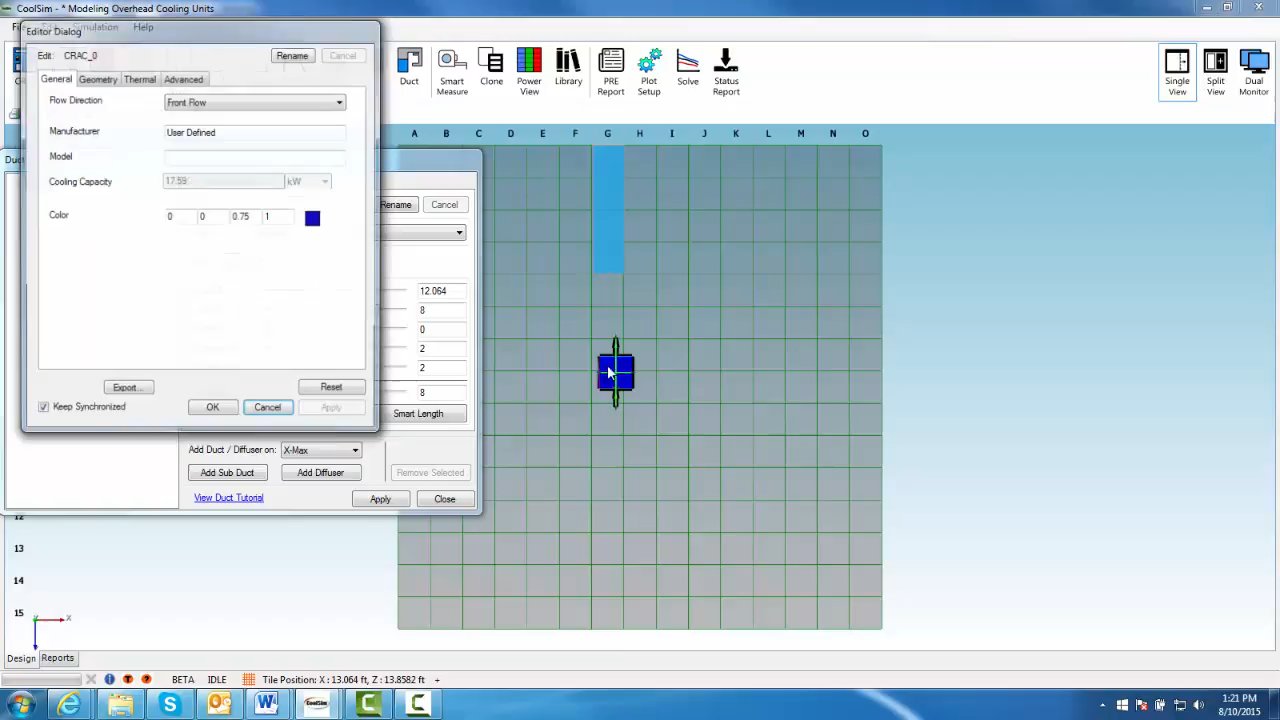 CoolSim - * Modeling Overhead Cooling Units
Simulation Help
Editor Dialog
Edit: CRAC_0 Rename Cancel
General Geometry Thermal Advanced
Flow Direction Front Flow
Manufacturer User Defined
Model
Cooling Capacity 17.59 kW
Color 0 0 0.75 1
Export... Reset
Keep Synchronized OK Cancel Apply
Duct Smart Measure Clone Power View Library PRE Report Plot Setup Solve Status Report Single View Split View Dual Monitor
A B C D E F G H I J K L M N O
Rename Cancel
12.064
8
0
2
2
8
Smart Length
Add Duct / Diffuser on: X-Max
Add Sub Duct Add Diffuser Remove Selected
View Duct Tutorial Apply Close
12
13
14
15
X
Design Reports
BETA IDLE Tile Position: X : 13.064 ft, Z : 13.8582 ft
1:21 PM
8/10/2015